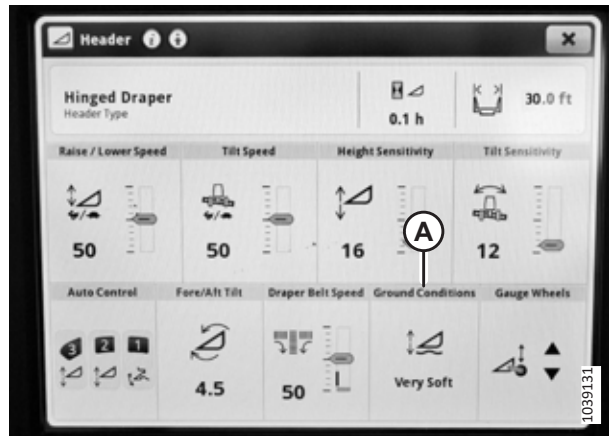 Header
Hinged Draper
Header Type
0.1 h
30.0 ft
Raise / Lower Speed
Tilt Speed
Height Sensitivity
Tilt Sensitivity
50
50
16
12
A
Auto Control
Fore/Aft Tilt
Draper Belt Speed
Ground Conditions
Gauge Wheels
3 2 1
4.5
50
Very Soft
1039131